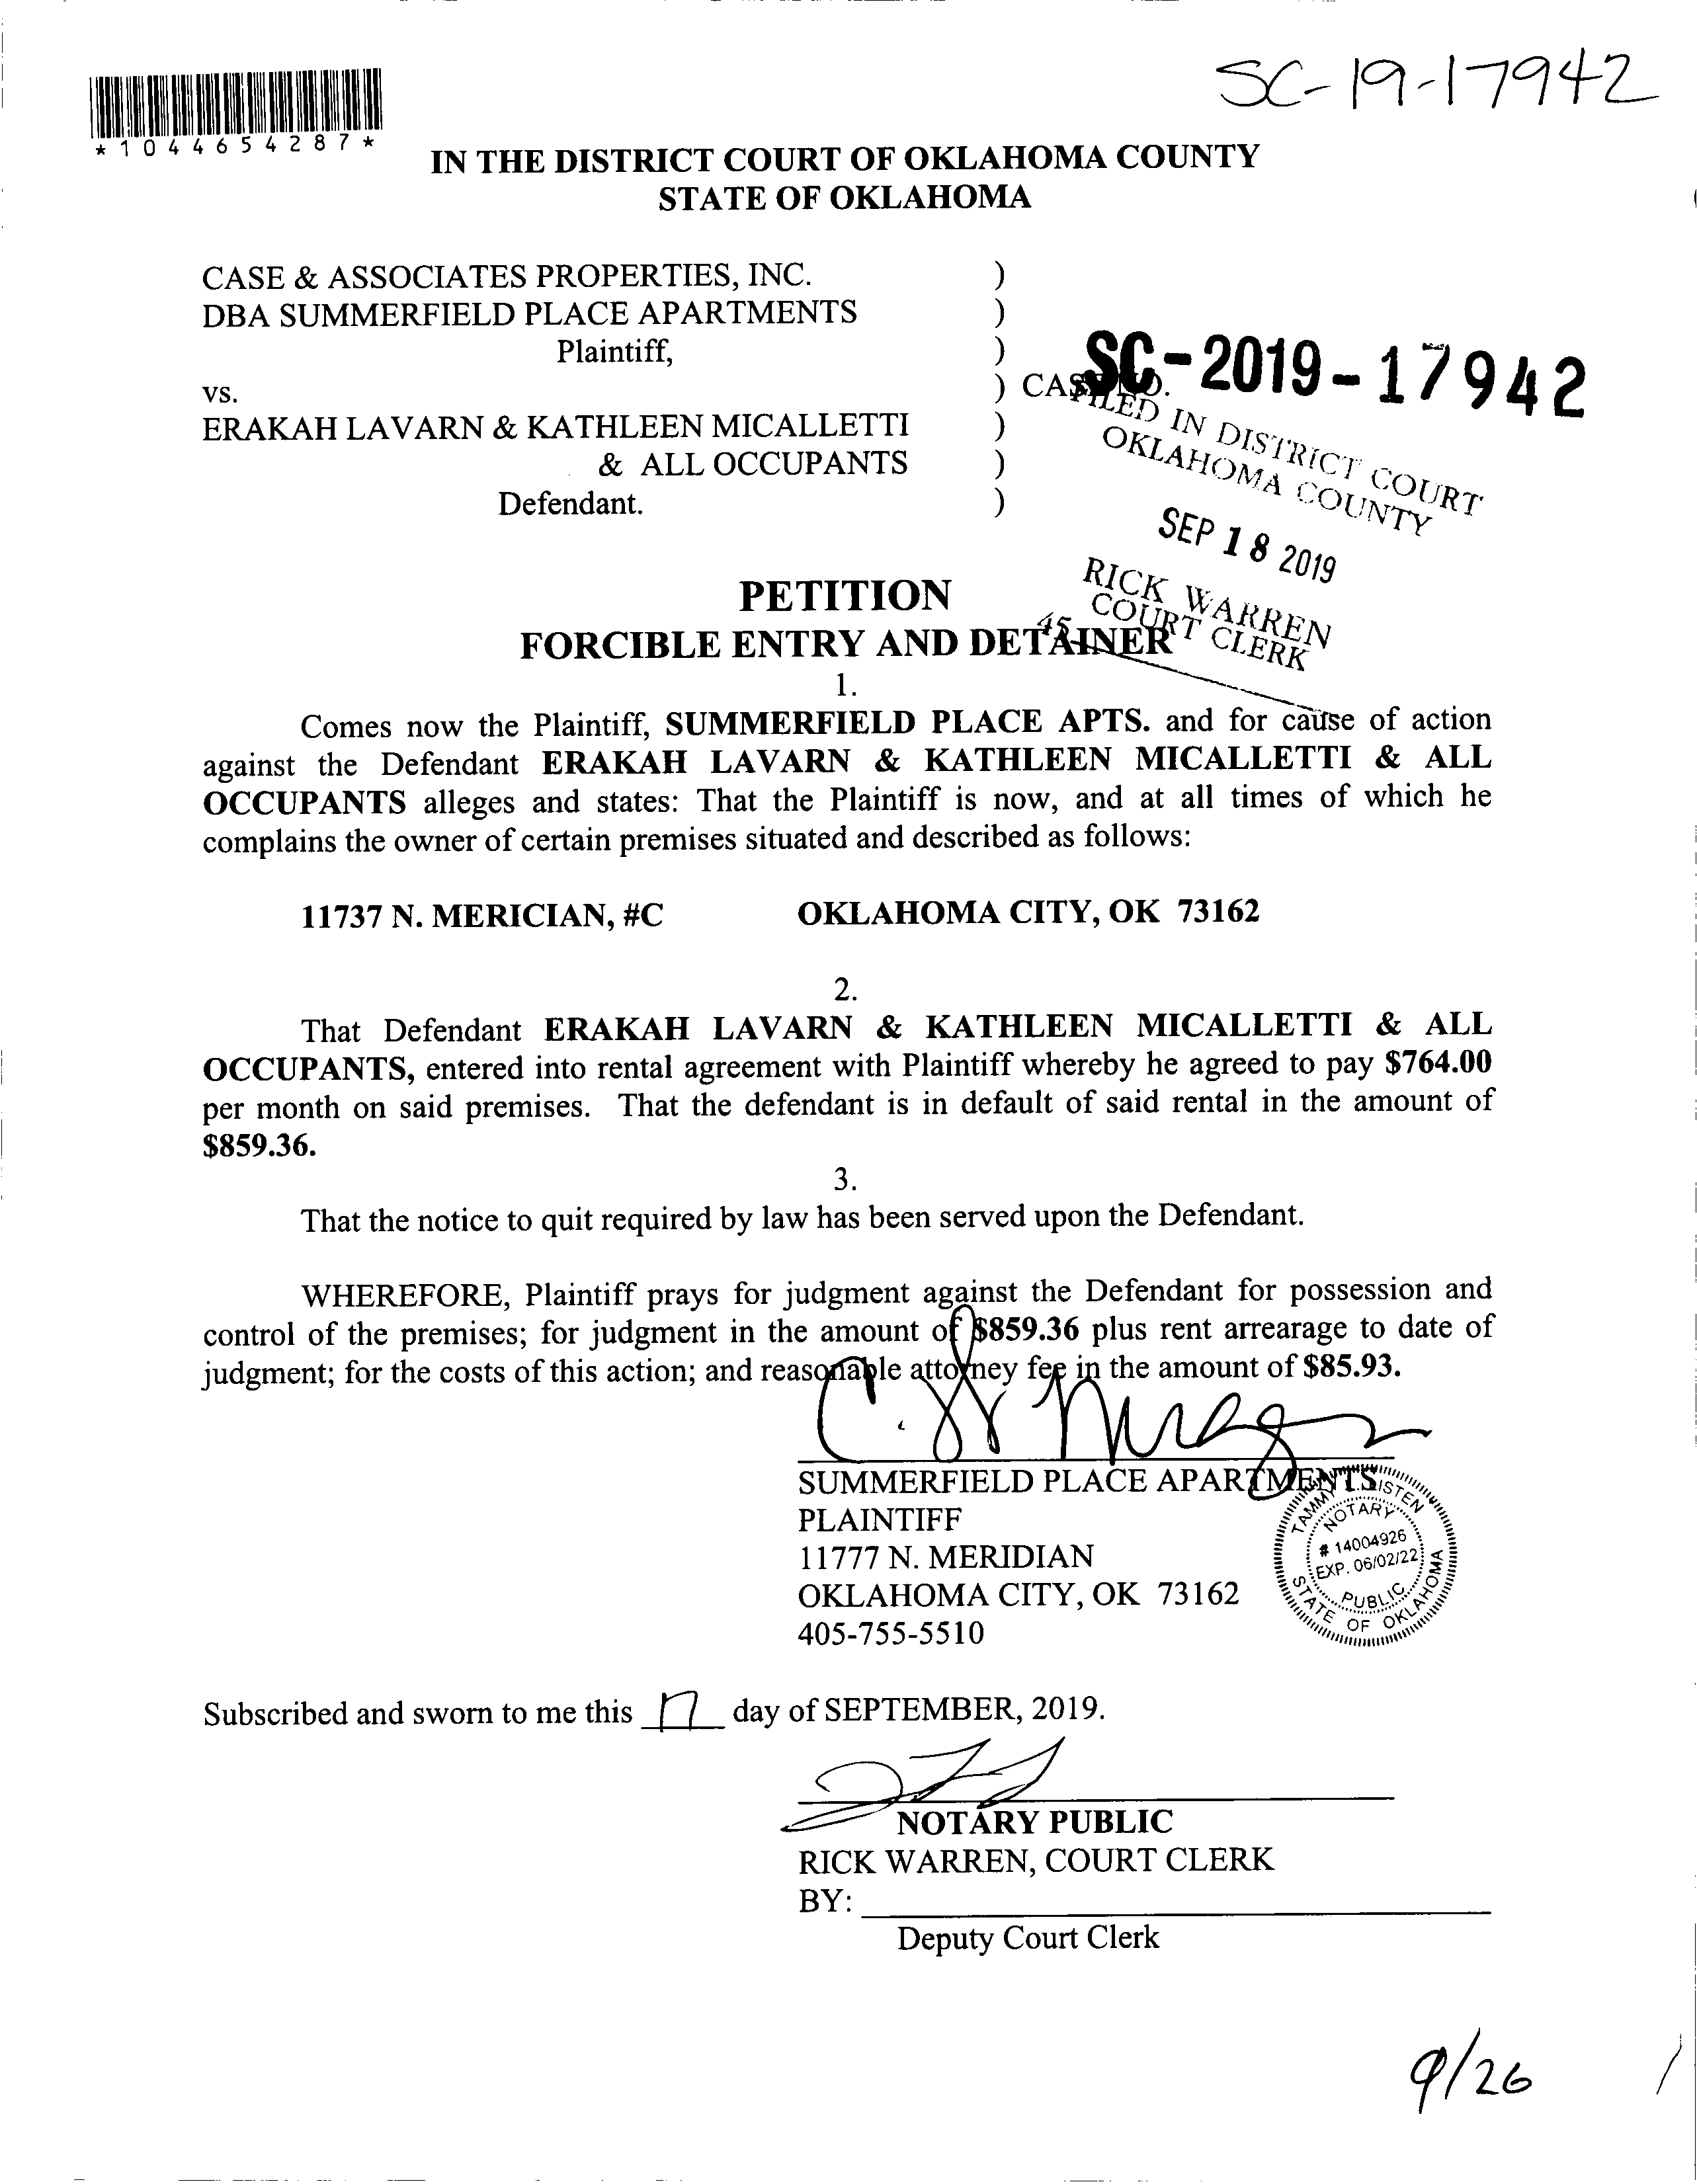 SC-19-17942
*1044654287*
IN THE DISTRICT COURT OF OKLAHOMA COUNTY
STATE OF OKLAHOMA
CASE & ASSOCIATES PROPERTIES, INC. )
DBA SUMMERFIELD PLACE APARTMENTS )
Plaintiff, )
vs. ) CASE NO. SC-2019-17942
ERAKAH LAVARN & KATHLEEN MICALLETTI )
& ALL OCCUPANTS )
Defendant. )
FILED IN DISTRICT COURT
OKLAHOMA COUNTY
SEP 18 2019
RICK WARREN
COURT CLERK
45
PETITION
FORCIBLE ENTRY AND DETAINER
1.
Comes now the Plaintiff, SUMMERFIELD PLACE APTS. and for cause of action
against the Defendant ERAKAH LAVARN & KATHLEEN MICALLETTI & ALL
OCCUPANTS alleges and states: That the Plaintiff is now, and at all times of which he
complains the owner of certain premises situated and described as follows:
11737 N. MERICIAN, #C OKLAHOMA CITY, OK 73162
2.
That Defendant ERAKAH LAVARN & KATHLEEN MICALLETTI & ALL
OCCUPANTS, entered into rental agreement with Plaintiff whereby he agreed to pay $764.00
per month on said premises. That the defendant is in default of said rental in the amount of
$859.36.
3.
That the notice to quit required by law has been served upon the Defendant.
WHEREFORE, Plaintiff prays for judgment against the Defendant for possession and
control of the premises; for judgment in the amount of $859.36 plus rent arrearage to date of
judgment; for the costs of this action; and reasonable attorney fee in the amount of $85.93.
SUMMERFIELD PLACE APARTMENTS
PLAINTIFF
11777 N. MERIDIAN
OKLAHOMA CITY, OK 73162
405-755-5510
TAMMY
NOTARY
# 14004926
EXP. 06/02/22
PUBLIC
STATE OF OKLAHOMA
Subscribed and sworn to me this 17 day of SEPTEMBER, 2019.
NOTARY PUBLIC
RICK WARREN, COURT CLERK
BY:
Deputy Court Clerk
9/26